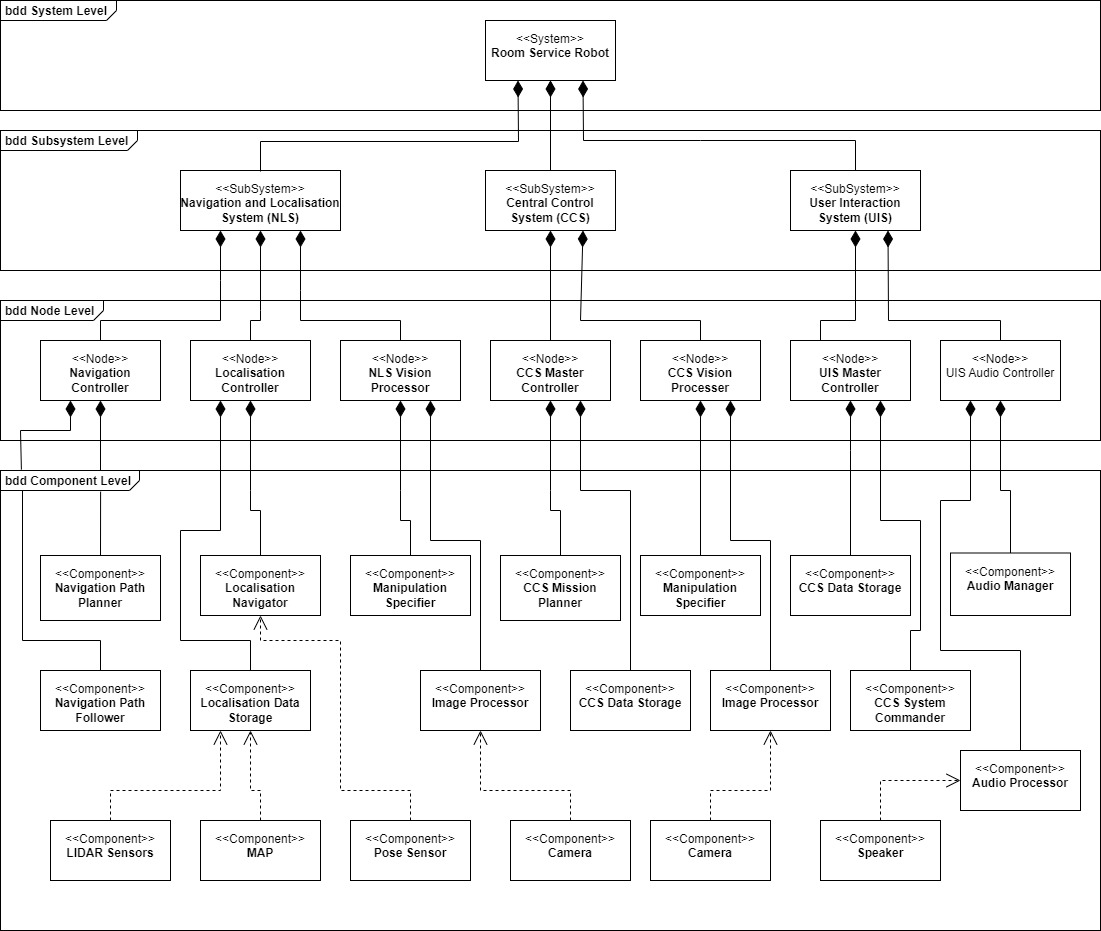 bdd System Level
<<System>>
Room Service Robot
bdd Subsystem Level
<<SubSystem>>
Navigation and Localisation
System (NLS)
<<SubSystem>>
Central Control
System (CCS)
<<SubSystem>>
User Interaction
System (UIS)
bdd Node Level
<<Node>>
Navigation
Controller
<<Node>>
Localisation
Controller
<<Node>>
NLS Vision
Processor
<<Node>>
CCS Master
Controller
<<Node>>
CCS Vision
Processer
<<Node>>
UIS Master
Controller
<<Node>>
UIS Audio Controller
bdd Component Level
<<Component>>
Navigation Path
Planner
<<Component>>
Localisation
Navigator
<<Component>>
Manipulation
Specifier
<<Component>>
CCS Mission
Planner
<<Component>>
Manipulation
Specifier
<<Component>>
CCS Data Storage
<<Component>>
Audio Manager
<<Component>>
Navigation Path
Follower
<<Component>>
Localisation Data
Storage
<<Component>>
Image Processor
<<Component>>
CCS Data Storage
<<Component>>
Image Processor
<<Component>>
CCS System
Commander
<<Component>>
Audio Processor
<<Component>>
LIDAR Sensors
<<Component>>
MAP
<<Component>>
Pose Sensor
<<Component>>
Camera
<<Component>>
Camera
<<Component>>
Speaker